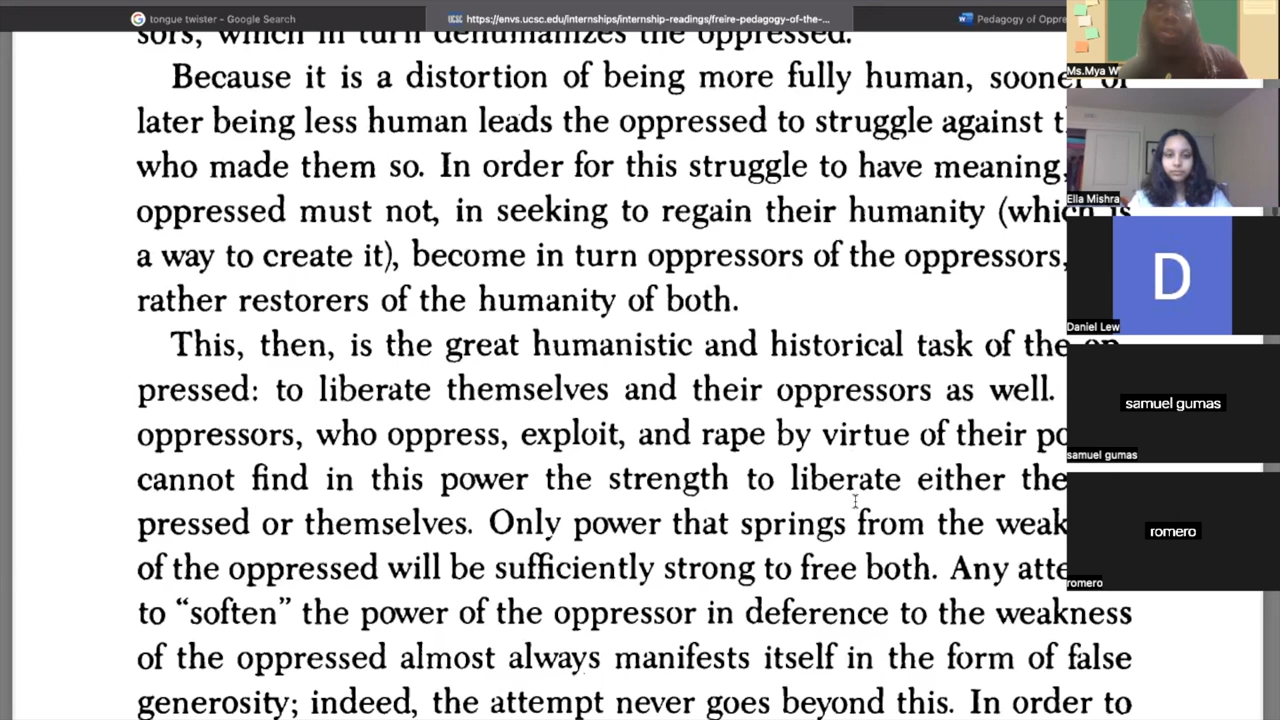 tongue twister - Google Search
https://envs.ucsc.edu/internships/internship-readings/freire-pedagogy-of-the-...
Pedagogy of Oppre
sors, which in turn dehumanizes the oppressed.
Because it is a distortion of being more fully human, sooner or
later being less human leads the oppressed to struggle against t
who made them so. In order for this struggle to have meaning,
oppressed must not, in seeking to regain their humanity (which is
a way to create it), become in turn oppressors of the oppressors,
rather restorers of the humanity of both.
This, then, is the great humanistic and historical task of the op-
pressed: to liberate themselves and their oppressors as well.
oppressors, who oppress, exploit, and rape by virtue of their po
cannot find in this power the strength to liberate either the
pressed or themselves. Only power that springs from the weak
of the oppressed will be sufficiently strong to free both. Any atte
to “soften” the power of the oppressor in deference to the weakness
of the oppressed almost always manifests itself in the form of false
generosity; indeed, the attempt never goes beyond this. In order to
Ms.Mya W
Ella Mishra
D
Daniel Lew
samuel gumas
samuel gumas
romero
romero